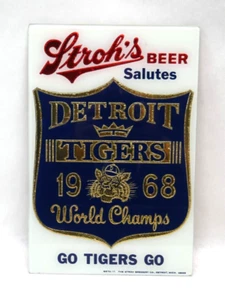 Stroh's BEER
Salutes
DETROIT
TIGERS
19 68
World Champs
GO TIGERS GO